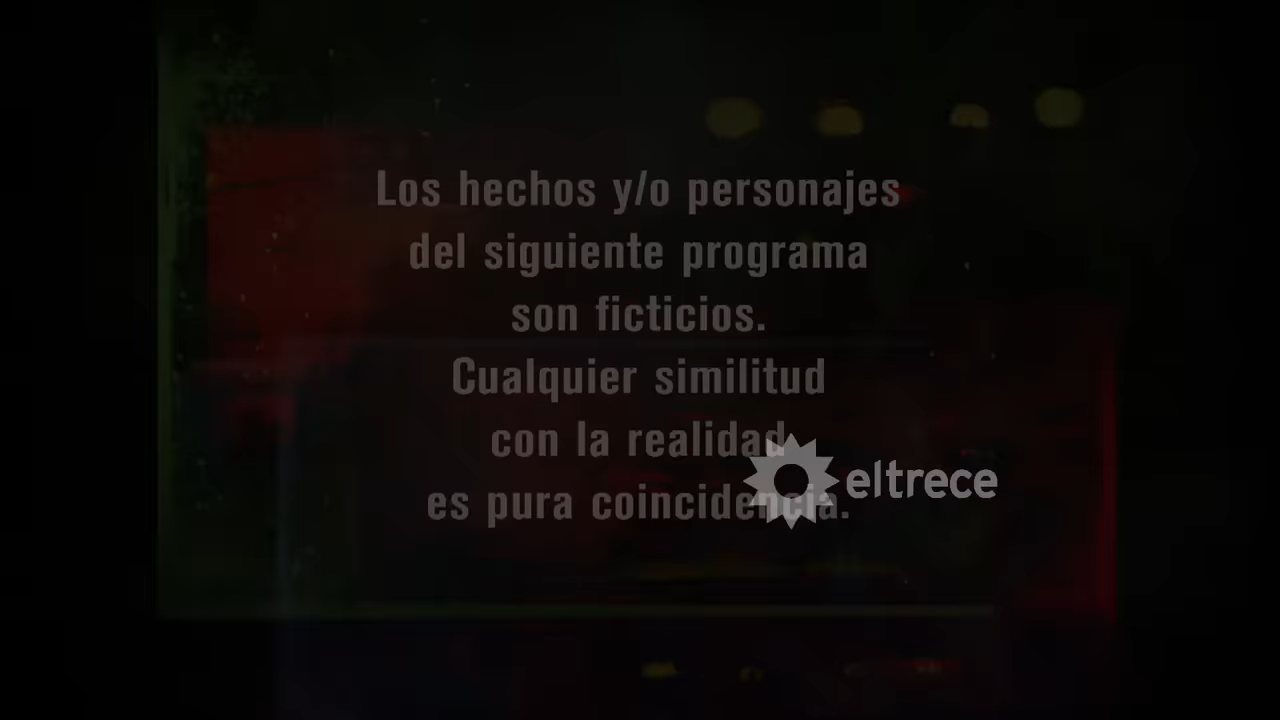 Los hechos y/o personajes
del siguiente programa
son ficticios.
Cualquier similitud
con la realidad
es pura coincidencia.
eltrece